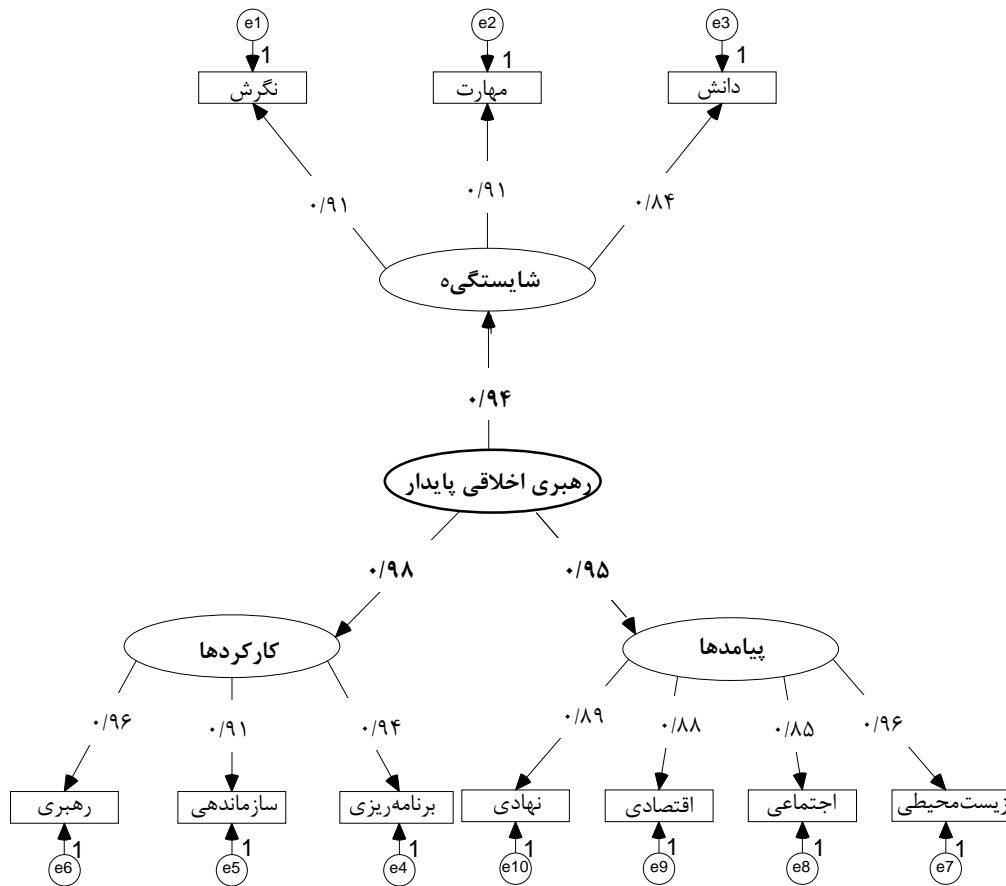 e1 e2 e3
1 1 1
نگرش مهارت دانش
۰/۹۱ ۰/۹۱ ۰/۸۴
شایستگی‌ه
۰/۹۴
رهبری اخلاقی پایدار
۰/۹۸ ۰/۹۵
کارکردها پیامدها
۰/۹۶ ۰/۹۱ ۰/۹۴ ۰/۸۹ ۰/۸۸ ۰/۸۵ ۰/۹۶
رهبری سازماندهی برنامه‌ریزی نهادی اقتصادی اجتماعی زیست‌محیطی
1 1 1 1 1 1 1
e6 e5 e4 e10 e9 e8 e7